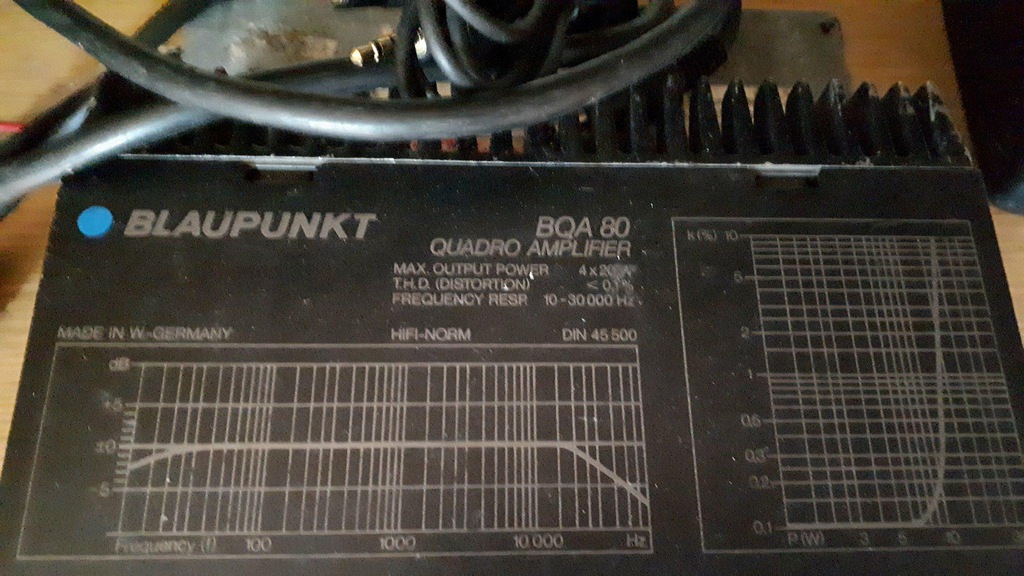 BLAUPUNKT
BQA 80
QUADRO AMPLIFIER
MAX. OUTPUT POWER 4 x
T.H.D. (DISTORTION) <
FREQUENCY RESP. 10-30 000 Hz
MADE IN W.-GERMANY HIFI-NORM DIN 45 500
dB
+5
±0
-5
Frequency (f) 100 1000 10 000 Hz
K (%) 10
5
2
1
0.5
0.3
0.2
0.1
P (W) 3 5 10